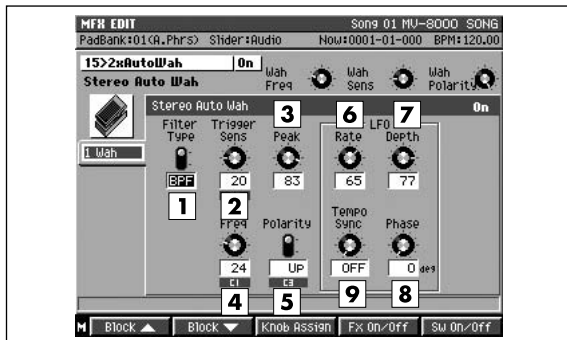 MFX EDIT Song 01 MV-8000 SONG
PadBank:01(A.Phrs) Slider:Audio Now:0001-01-000 BPM:120.00
15>2xAutoWah On
Stereo Auto Wah
Wah Freq
Wah Sens
Wah Polarity
Stereo Auto Wah On
1 Wah
3 6 7
LFO
Filter Type
Trigger Sens
Peak
Rate
Depth
BPF 20 83 65 77
1 2
Freq Polarity
Tempo Sync
Phase
24 UP OFF 0 deg
C1 C3
4 5 9 8
M Block ▲ Block ▼ Knob Assign FX On/Off SW On/Off